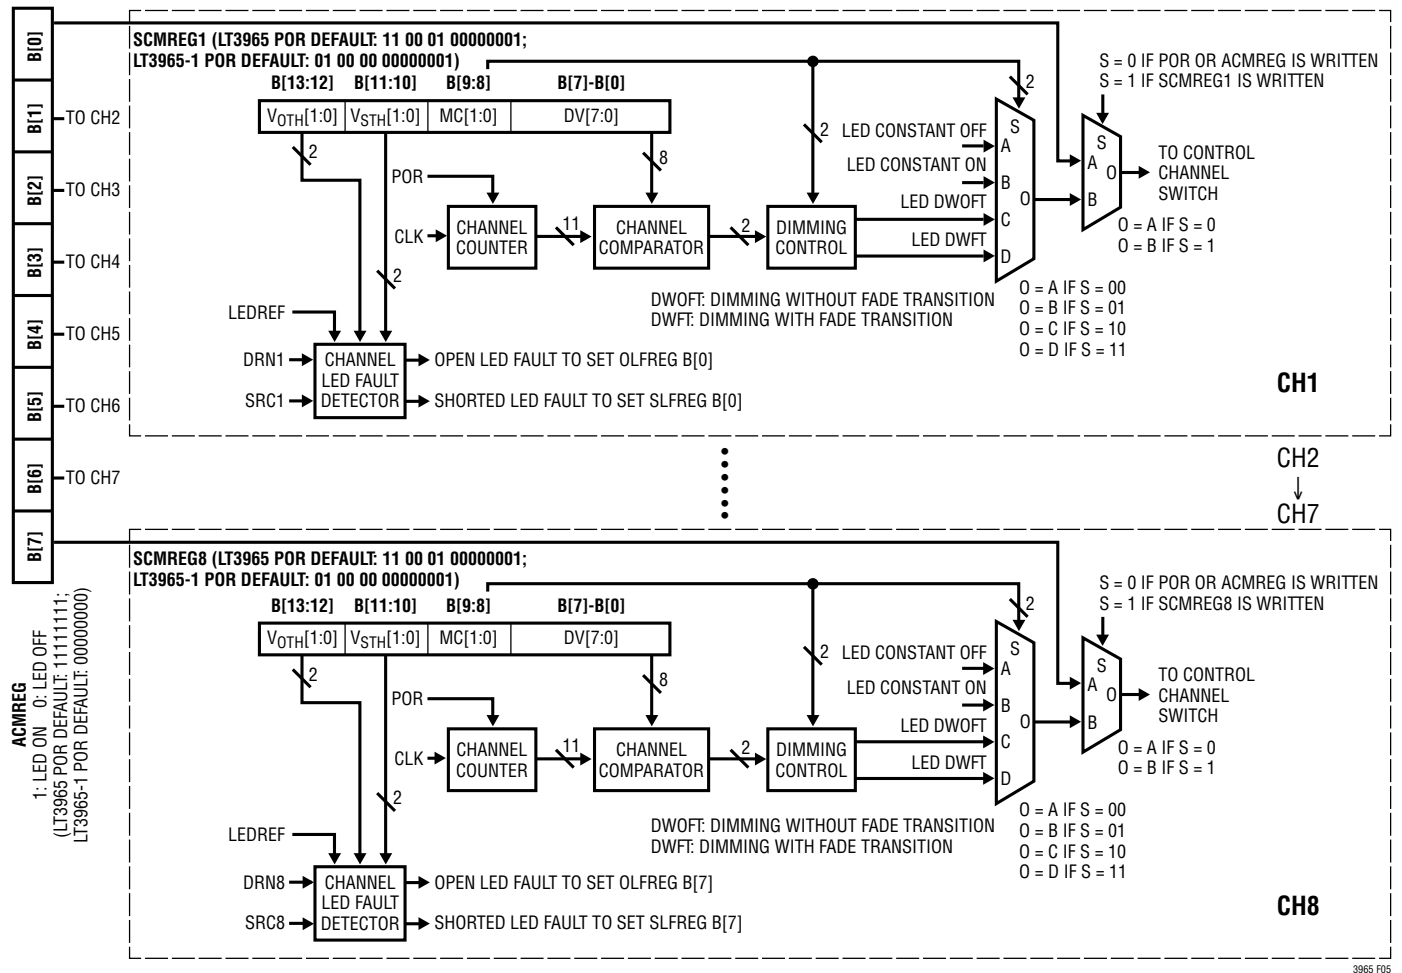 B[0]
B[1]
B[2]
B[3]
B[4]
B[5]
B[6]
B[7]
TO CH2
TO CH3
TO CH4
TO CH5
TO CH6
TO CH7
ACMREG
1: LED ON 0: LED OFF
(LT3965 POR DEFAULT: 11111111;
LT3965-1 POR DEFAULT: 00000000)
SCMREG1 (LT3965 POR DEFAULT: 11 00 01 00000001;
LT3965-1 POR DEFAULT: 01 00 00 00000001)
B[13:12] B[11:10] B[9:8] B[7]-B[0]
VOTH[1:0] VSTH[1:0] MC[1:0] DV[7:0]
2
8
2
2
POR
CLK
CHANNEL
COUNTER
11
CHANNEL
COMPARATOR
2
DIMMING
CONTROL
LED CONSTANT OFF
LED CONSTANT ON
LED DWOFT
LED DWFT
2
S
A
B
C
D
O
S = 0 IF POR OR ACMREG IS WRITTEN
S = 1 IF SCMREG1 IS WRITTEN
S
A
B
O
TO CONTROL
CHANNEL
SWITCH
O = A IF S = 0
O = B IF S = 1
DWOFT: DIMMING WITHOUT FADE TRANSITION
DWFT: DIMMING WITH FADE TRANSITION
O = A IF S = 00
O = B IF S = 01
O = C IF S = 10
O = D IF S = 11
LEDREF
DRN1
SRC1
CHANNEL
LED FAULT
DETECTOR
OPEN LED FAULT TO SET OLFREG B[0]
SHORTED LED FAULT TO SET SLFREG B[0]
CH1
CH2
CH7
SCMREG8 (LT3965 POR DEFAULT: 11 00 01 00000001;
LT3965-1 POR DEFAULT: 01 00 00 00000001)
B[13:12] B[11:10] B[9:8] B[7]-B[0]
VOTH[1:0] VSTH[1:0] MC[1:0] DV[7:0]
2
8
2
2
POR
CLK
CHANNEL
COUNTER
11
CHANNEL
COMPARATOR
2
DIMMING
CONTROL
LED CONSTANT OFF
LED CONSTANT ON
LED DWOFT
LED DWFT
2
S
A
B
C
D
O
S = 0 IF POR OR ACMREG IS WRITTEN
S = 1 IF SCMREG8 IS WRITTEN
S
A
B
O
TO CONTROL
CHANNEL
SWITCH
O = A IF S = 0
O = B IF S = 1
DWOFT: DIMMING WITHOUT FADE TRANSITION
DWFT: DIMMING WITH FADE TRANSITION
O = A IF S = 00
O = B IF S = 01
O = C IF S = 10
O = D IF S = 11
LEDREF
DRN8
SRC8
CHANNEL
LED FAULT
DETECTOR
OPEN LED FAULT TO SET OLFREG B[7]
SHORTED LED FAULT TO SET SLFREG B[7]
CH8
3965 F05